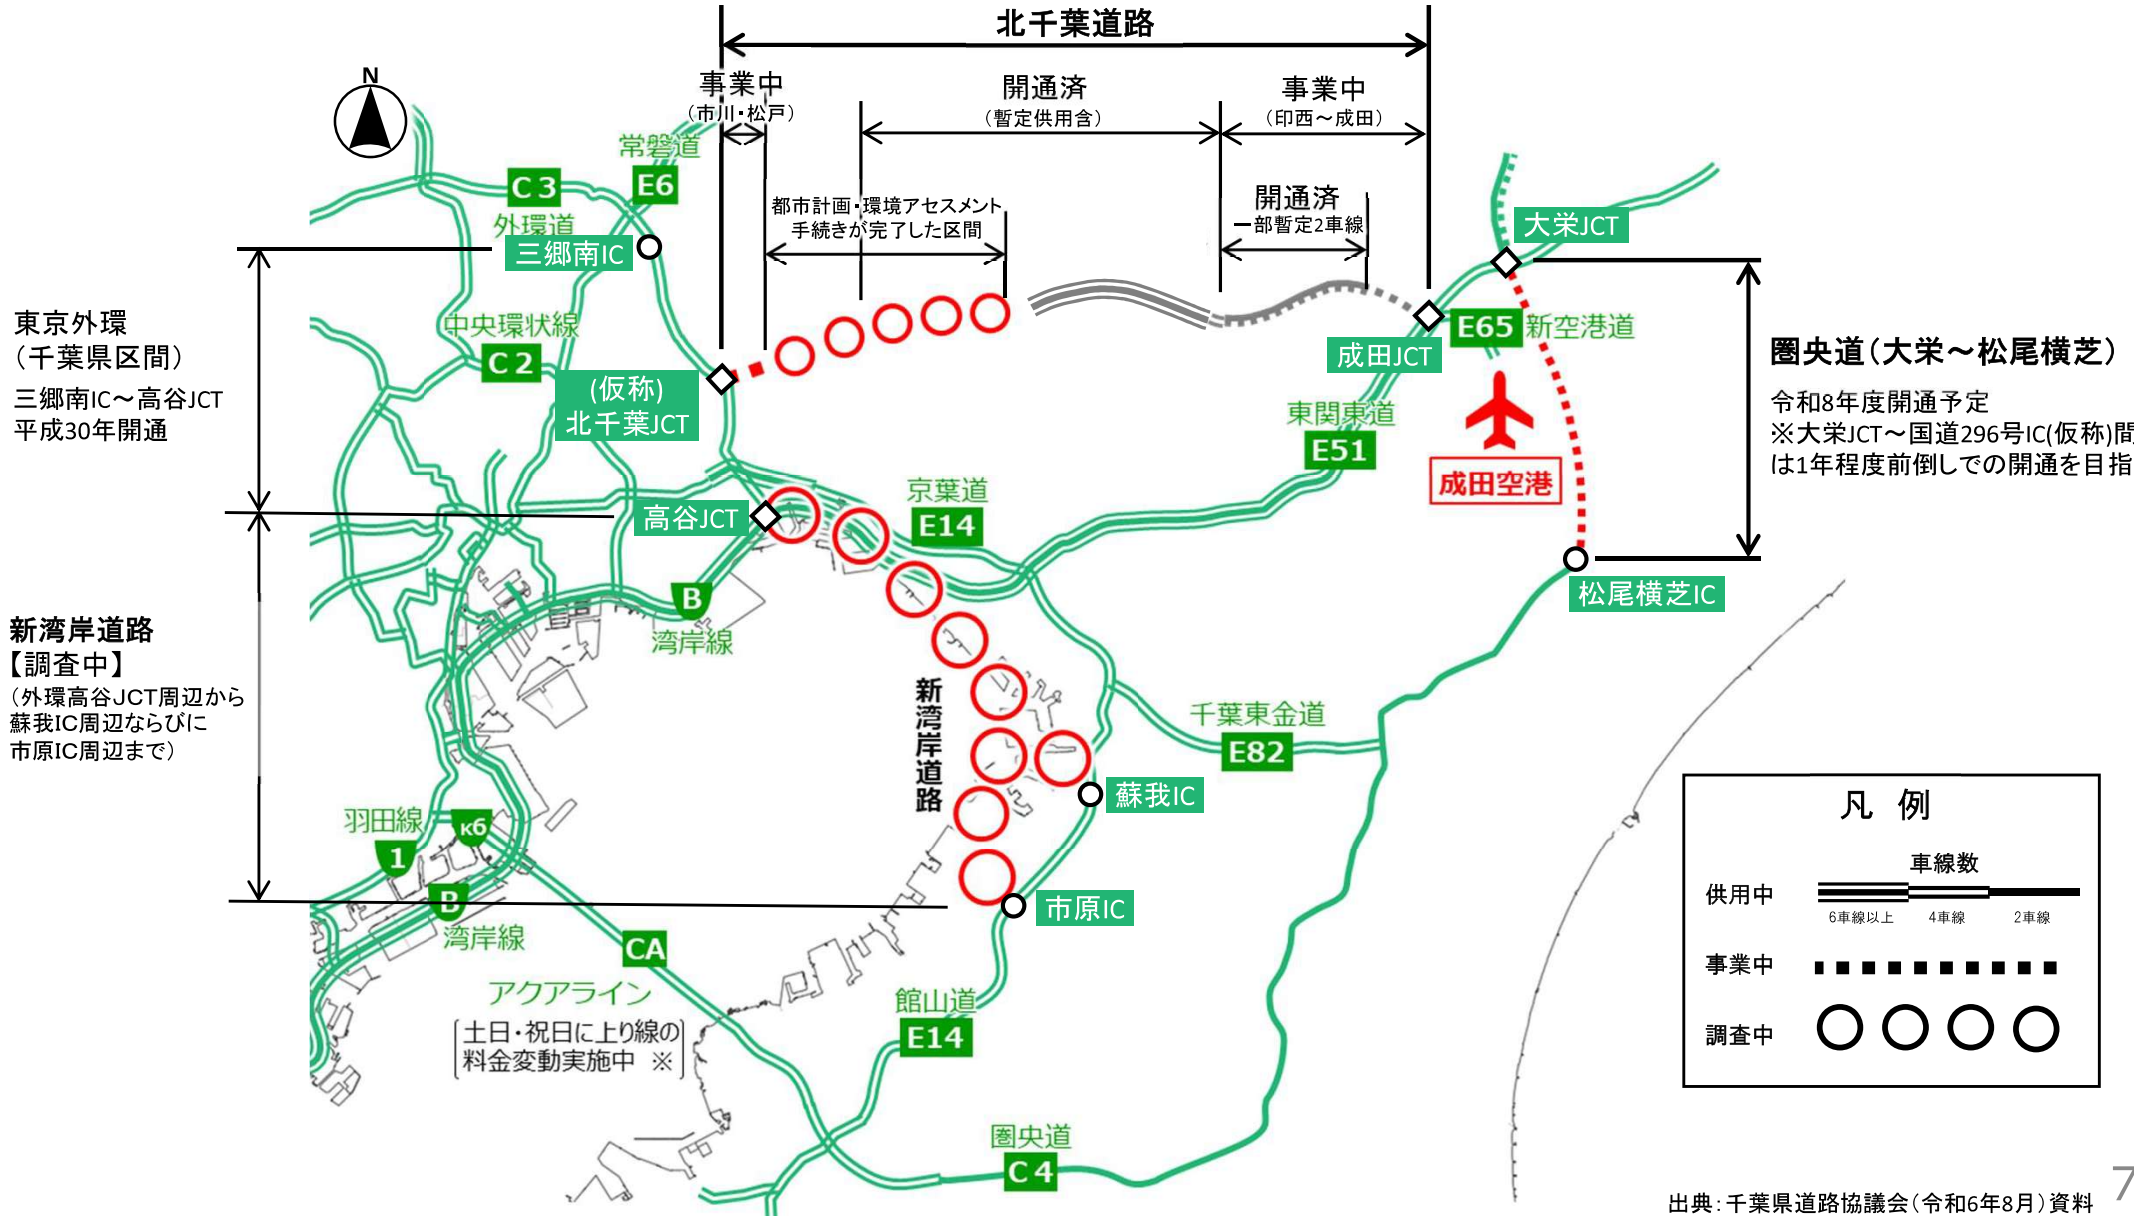 北千葉道路
事業中
（市川・松戸）
開通済
（暫定供用含）
事業中
（印西～成田）
N
常磐道
E6
C3
外環道
三郷南IC
都市計画・環境アセスメント
手続きが完了した区間
開通済
一部暫定2車線
大栄JCT
東京外環
（千葉県区間）
三郷南IC～高谷JCT
平成30年開通
中央環状線
C2
(仮称)
北千葉JCT
E65
新空港道
成田JCT
圏央道（大栄～松尾横芝）
令和8年度開通予定
※大栄JCT～国道296号IC(仮称)間
は1年程度前倒しでの開通を目指
東関東道
E51
成田空港
京葉道
E14
高谷JCT
松尾横芝IC
B
湾岸線
新湾岸道路
【調査中】
（外環高谷JCT周辺から
蘇我IC周辺ならびに
市原IC周辺まで）
新湾岸道路
千葉東金道
E82
蘇我IC
羽田線
K6
1
B
湾岸線
市原IC
CA
アクアライン
土日・祝日に上り線の
料金変動実施中　※
館山道
E14
圏央道
C4
凡 例
車線数
供用中
6車線以上
4車線
2車線
事業中
調査中
出典：千葉県道路協議会（令和6年8月）資料
7